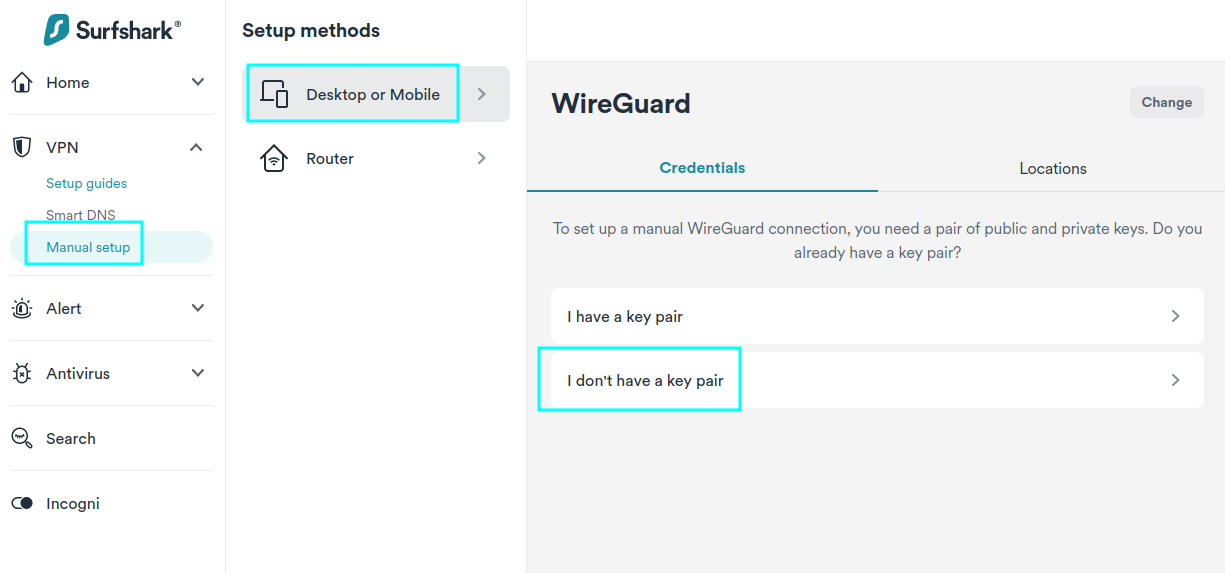 Surfshark®
Home
VPN
Setup guides
Smart DNS
Manual setup
Alert
Antivirus
Search
Incogni
Setup methods
Desktop or Mobile
Router
WireGuard
Change
Credentials
Locations
To set up a manual WireGuard connection, you need a pair of public and private keys. Do you
already have a key pair?
I have a key pair
I don't have a key pair